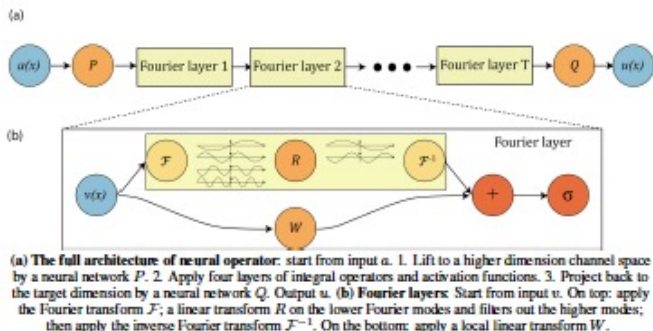 (a)
a(x) P Fourier layer 1 Fourier layer 2 ●●● Fourier layer T Q u(x)
(b)
Fourier layer
ℱ R ℱ⁻¹
v(x) + σ
W
(a) The full architecture of neural operator: start from input a. 1. Lift to a higher dimension channel space
by a neural network P. 2. Apply four layers of integral operators and activation functions. 3. Project back to
the target dimension by a neural network Q. Output u. (b) Fourier layers: Start from input v. On top: apply
the Fourier transform ℱ; a linear transform R on the lower Fourier modes and filters out the higher modes;
then apply the inverse Fourier transform ℱ⁻¹. On the bottom: apply a local linear transform W.